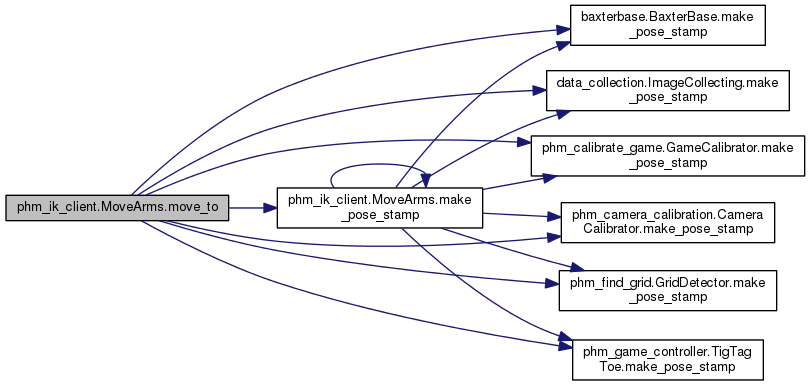 baxterbase.BaxterBase.make
_pose_stamp
data_collection.ImageCollecting.make
_pose_stamp
phm_calibrate_game.GameCalibrator.make
_pose_stamp
phm_ik_client.MoveArms.move_to
phm_ik_client.MoveArms.make
_pose_stamp
phm_camera_calibration.Camera
Calibrator.make_pose_stamp
phm_find_grid.GridDetector.make
_pose_stamp
phm_game_controller.TigTag
Toe.make_pose_stamp